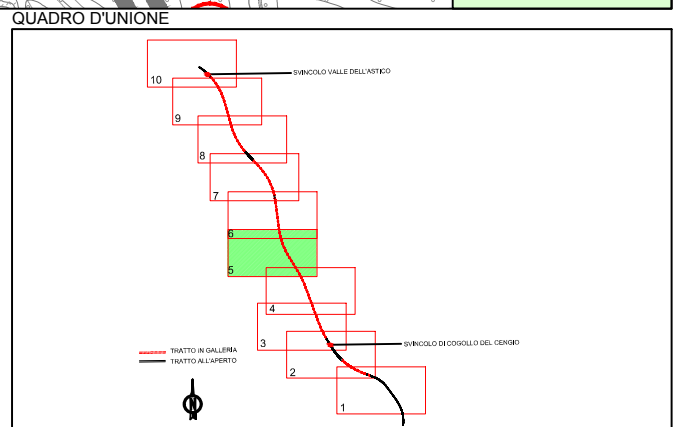 QUADRO D'UNIONE
10
SVINCOLO VALLE DELL'ASTICO
9
8
7
6
5
4
3
SVINCOLO DI COGOLLO DEL CENGIO
TRATTO IN GALLERIA
TRATTO ALL'APERTO
2
1
N